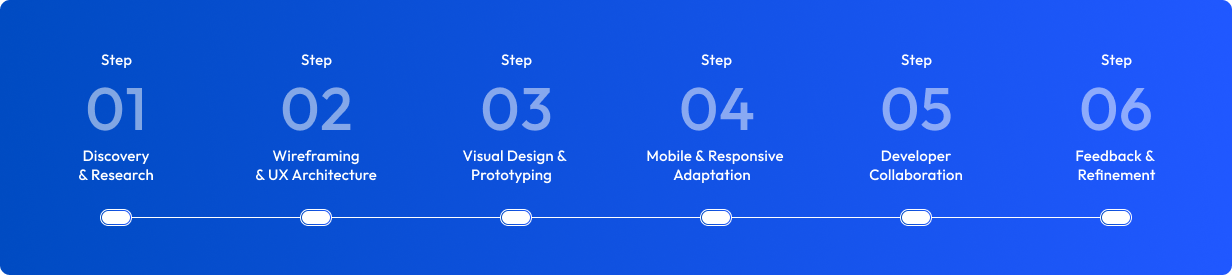 Step
01
Discovery
& Research
Step
02
Wireframing
& UX Architecture
Step
03
Visual Design &
Prototyping
Step
04
Mobile & Responsive
Adaptation
Step
05
Developer
Collaboration
Step
06
Feedback &
Refinement